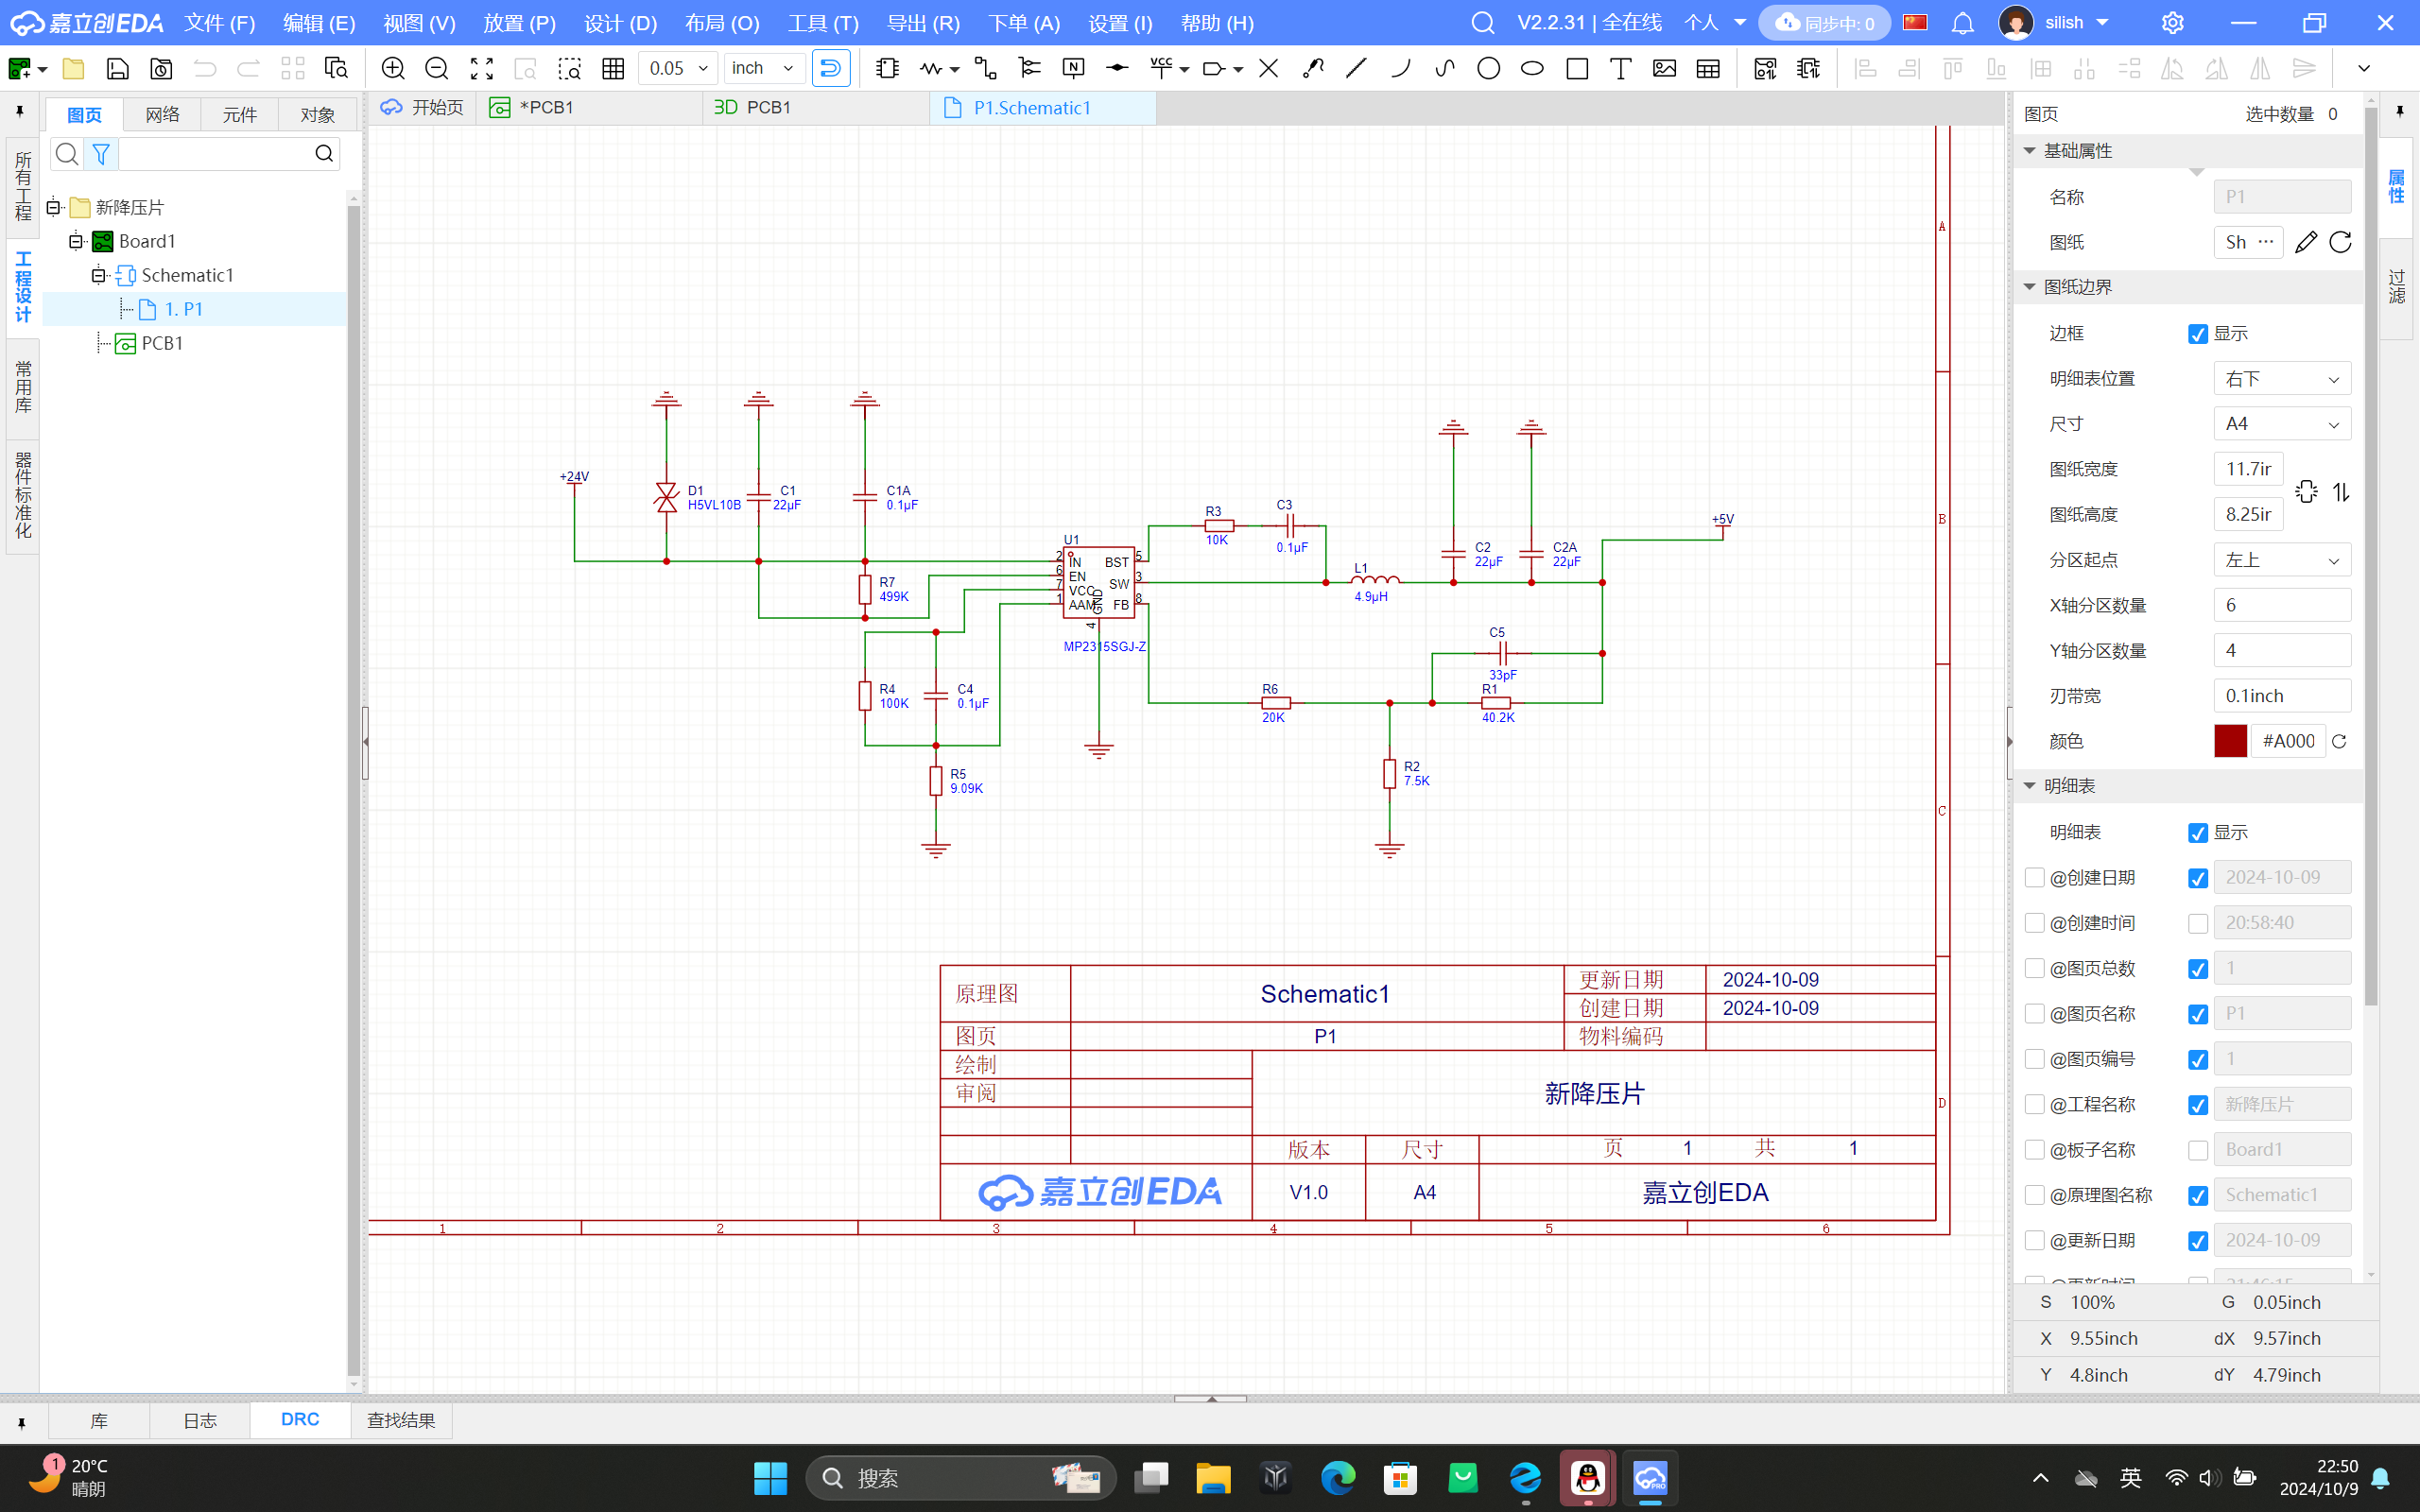 嘉立创EDA 文件 (F) 编辑 (E) 视图 (V) 放置 (P) 设计 (D) 布局 (O) 工具 (T) 导出 (R) 下单 (A) 设置 (I) 帮助 (H) V2.2.31 | 全在线 个人 同步中: 0 silish
0.05 inch N VCC
图页 网络 元件 对象
开始页 *PCB1 3D PCB1 P1.Schematic1
所有工程
工程设计
常用库
器件标准化
新降压片
Board1
Schematic1
1. P1
PCB1
+24V
D1
H5VL10B
C1
22µF
C1A
0.1µF
R7
499K
U1
2 IN
6 EN
7 VCC
1 AAM
BST 5
SW 3
FB 8
GND
4
MP2315SGJ-Z
R3
10K
C3
0.1µF
L1
4.9µH
C2
22µF
C2A
22µF
+5V
C5
33pF
R1
40.2K
R6
20K
R2
7.5K
R4
100K
C4
0.1µF
R5
9.09K
A
B
C
D
原理图 Schematic1 更新日期 2024-10-09
创建日期 2024-10-09
图页 P1 物料编码
绘制
审阅
新降压片
版本 尺寸 页 1 共 1
嘉立创EDA V1.0 A4 嘉立创EDA
1 2 3 4 5 6
图页 选中数量 0
基础属性
名称 P1
图纸 Sh ···
图纸边界
边框 显示
明细表位置 右下
尺寸 A4
图纸宽度 11.7ir
图纸高度 8.25ir
分区起点 左上
X轴分区数量 6
Y轴分区数量 4
刃带宽 0.1inch
颜色 #A000
明细表
明细表 显示
@创建日期 2024-10-09
@创建时间 20:58:40
@图页总数 1
@图页名称 P1
@图页编号 1
@工程名称 新降压片
@板子名称 Board1
@原理图名称 Schematic1
@更新日期 2024-10-09
@更新时间 21:46:15
S 100% G 0.05inch
X 9.55inch dX 9.57inch
Y 4.8inch dY 4.79inch
属性
过滤
库 日志 DRC 查找结果
1 20°C
晴朗
搜索
PRO
英
22:50
2024/10/9